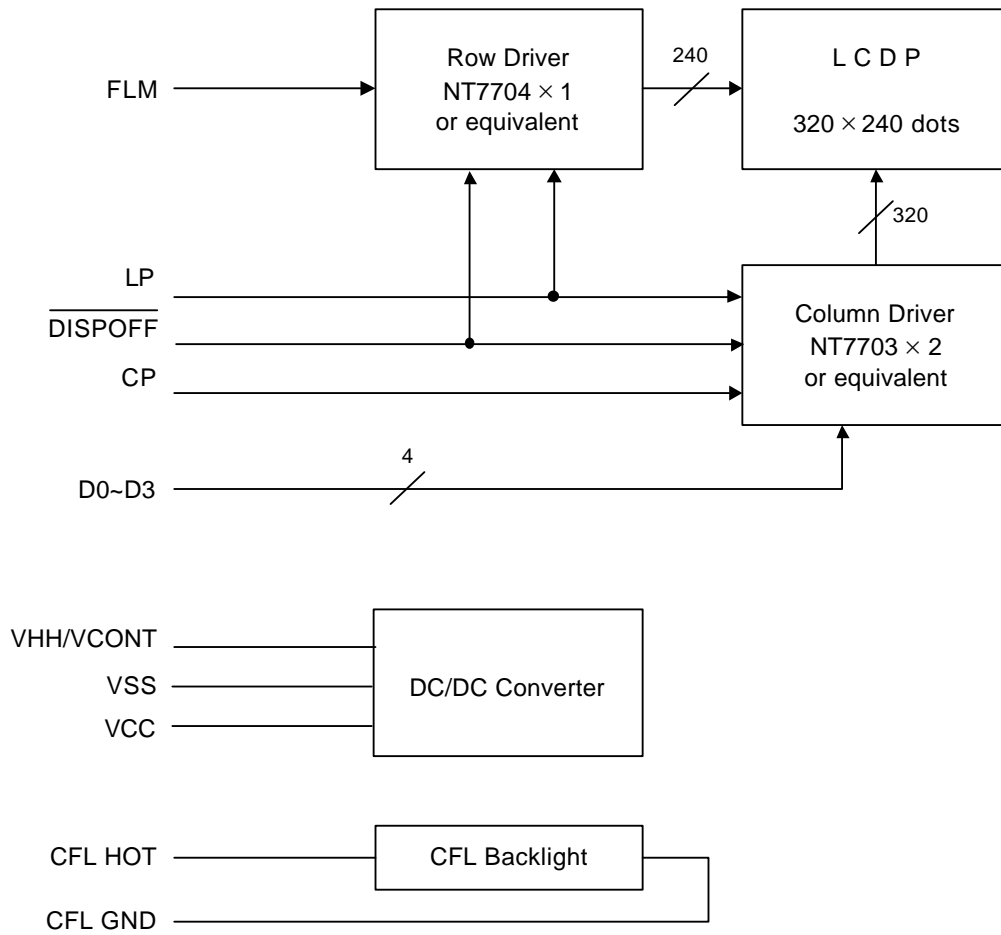 Row Driver
NT7704 × 1
or equivalent
240
L C D P
320 × 240 dots
FLM
320
LP
DISPOFF
CP
Column Driver
NT7703 × 2
or equivalent
4
D0~D3
VHH/VCONT
VSS
VCC
DC/DC Converter
CFL HOT
CFL Backlight
CFL GND